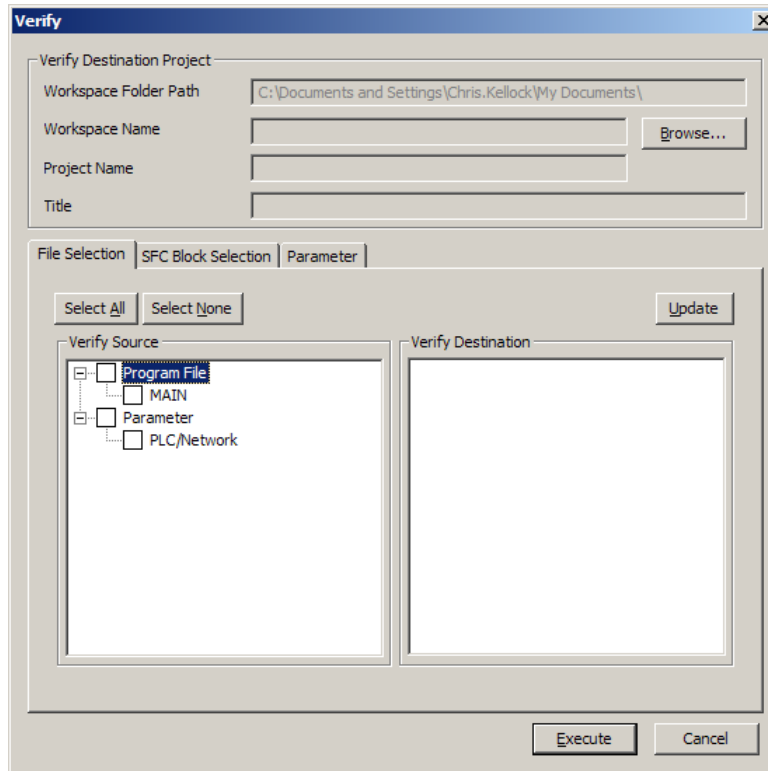 Verify
Verify Destination Project
Workspace Folder Path C:\Documents and Settings\Chris.Kellock\My Documents\
Workspace Name Browse...
Project Name
Title
File Selection SFC Block Selection Parameter
Select All Select None Update
Verify Source Verify Destination
Program File
MAIN
Parameter
PLC/Network
Execute Cancel